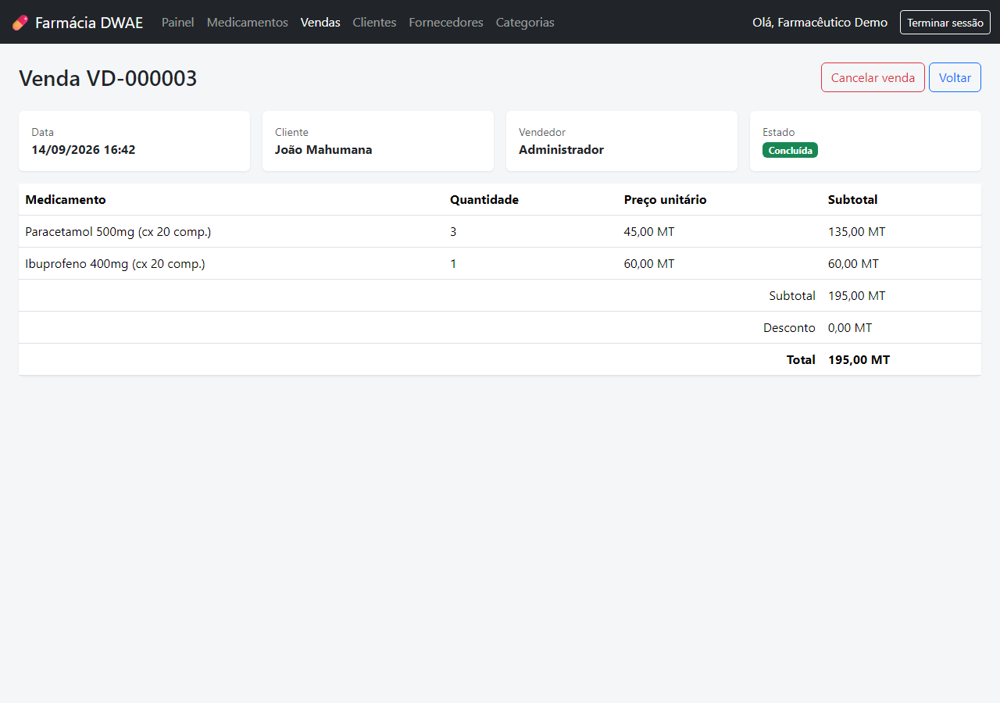 Farmácia DWAE Painel Medicamentos Vendas Clientes Fornecedores Categorias Olá, Farmacêutico Demo Terminar sessão
Venda VD-000003 Cancelar venda Voltar
Data Cliente Vendedor Estado
14/09/2026 16:42 João Mahumana Administrador Concluída
Medicamento Quantidade Preço unitário Subtotal
Paracetamol 500mg (cx 20 comp.) 3 45,00 MT 135,00 MT
Ibuprofeno 400mg (cx 20 comp.) 1 60,00 MT 60,00 MT
Subtotal 195,00 MT
Desconto 0,00 MT
Total 195,00 MT